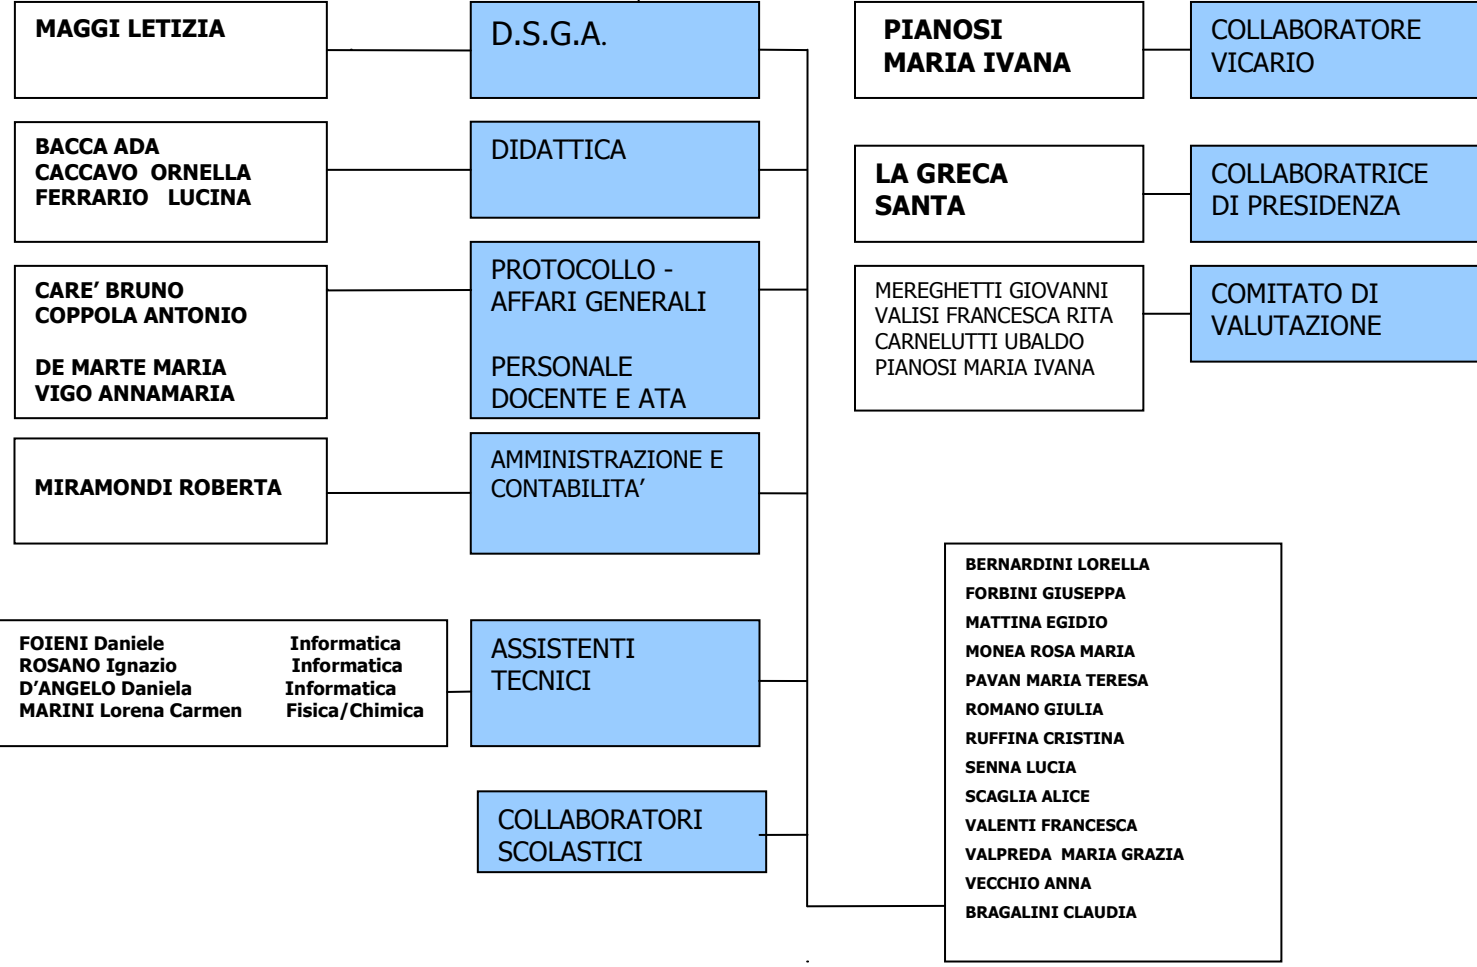 MAGGI LETIZIA
D.S.G.A.
BACCA ADA
CACCAVO  ORNELLA
FERRARIO   LUCINA
DIDATTICA
CARE’ BRUNO
COPPOLA ANTONIO
DE MARTE MARIA
VIGO ANNAMARIA
PROTOCOLLO -
AFFARI GENERALI
PERSONALE
DOCENTE E ATA
MIRAMONDI ROBERTA
AMMINISTRAZIONE E
CONTABILITA’
FOIENI Daniele Informatica
ROSANO Ignazio Informatica
D’ANGELO Daniela Informatica
MARINI Lorena Carmen Fisica/Chimica
ASSISTENTI
TECNICI
COLLABORATORI
SCOLASTICI
PIANOSI
MARIA IVANA
COLLABORATORE
VICARIO
LA GRECA
SANTA
COLLABORATRICE
DI PRESIDENZA
MEREGHETTI GIOVANNI
VALISI FRANCESCA RITA
CARNELUTTI UBALDO
PIANOSI MARIA IVANA
COMITATO DI
VALUTAZIONE
BERNARDINI LORELLA
FORBINI GIUSEPPA
MATTINA EGIDIO
MONEA ROSA MARIA
PAVAN MARIA TERESA
ROMANO GIULIA
RUFFINA CRISTINA
SENNA LUCIA
SCAGLIA ALICE
VALENTI FRANCESCA
VALPREDA  MARIA GRAZIA
VECCHIO ANNA
BRAGALINI CLAUDIA